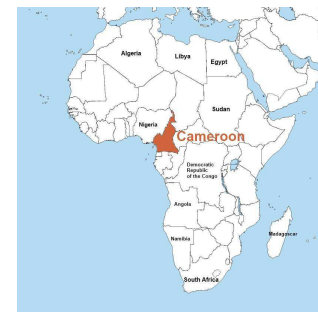 Algeria
Libya
Egypt
Sudan
Nigeria
Cameroon
Democratic
Republic
of the Congo
Angola
Namibia
Madagascar
South Africa